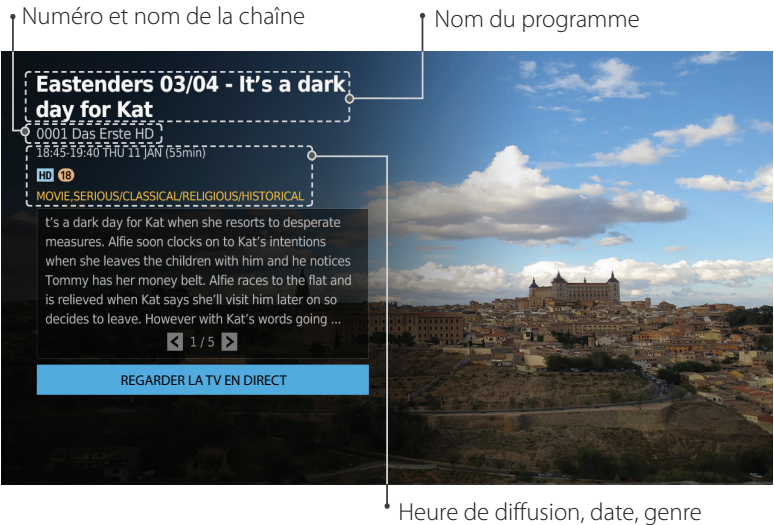 Numéro et nom de la chaîne
Nom du programme
Eastenders 03/04 - It's a dark
day for Kat
0001 Das Erste HD
18:45-19:40 THU 11 JAN (55min)
HD 18
MOVIE,SERIOUS/CLASSICAL/RELIGIOUS/HISTORICAL
t's a dark day for Kat when she resorts to desperate
measures. Alfie soon clocks on to Kat's intentions
when she leaves the children with him and he notices
Tommy has her money belt. Alfie races to the flat and
is relieved when Kat says she'll visit him later on so
decides to leave. However with Kat's words going ...
< 1 / 5 >
REGARDER LA TV EN DIRECT
Heure de diffusion, date, genre